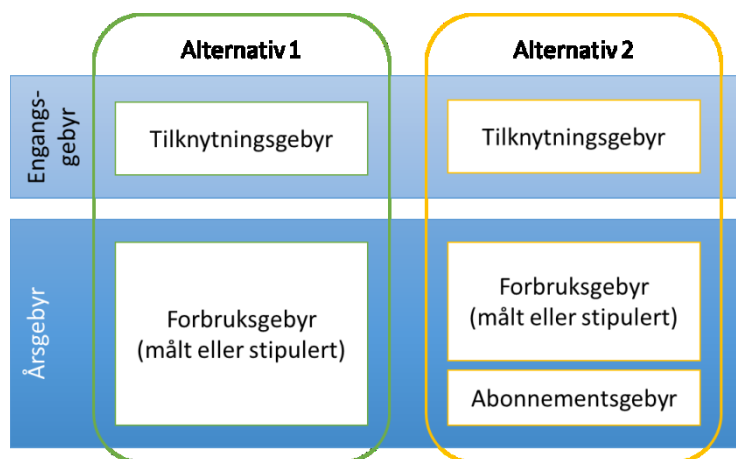 Alternativ 1
Alternativ 2
Engangs-
gebyr
Tilknytningsgebyr
Tilknytningsgebyr
Årsgebyr
Forbruksgebyr
(målt eller stipulert)
Forbruksgebyr
(målt eller stipulert)
Abonnementsgebyr